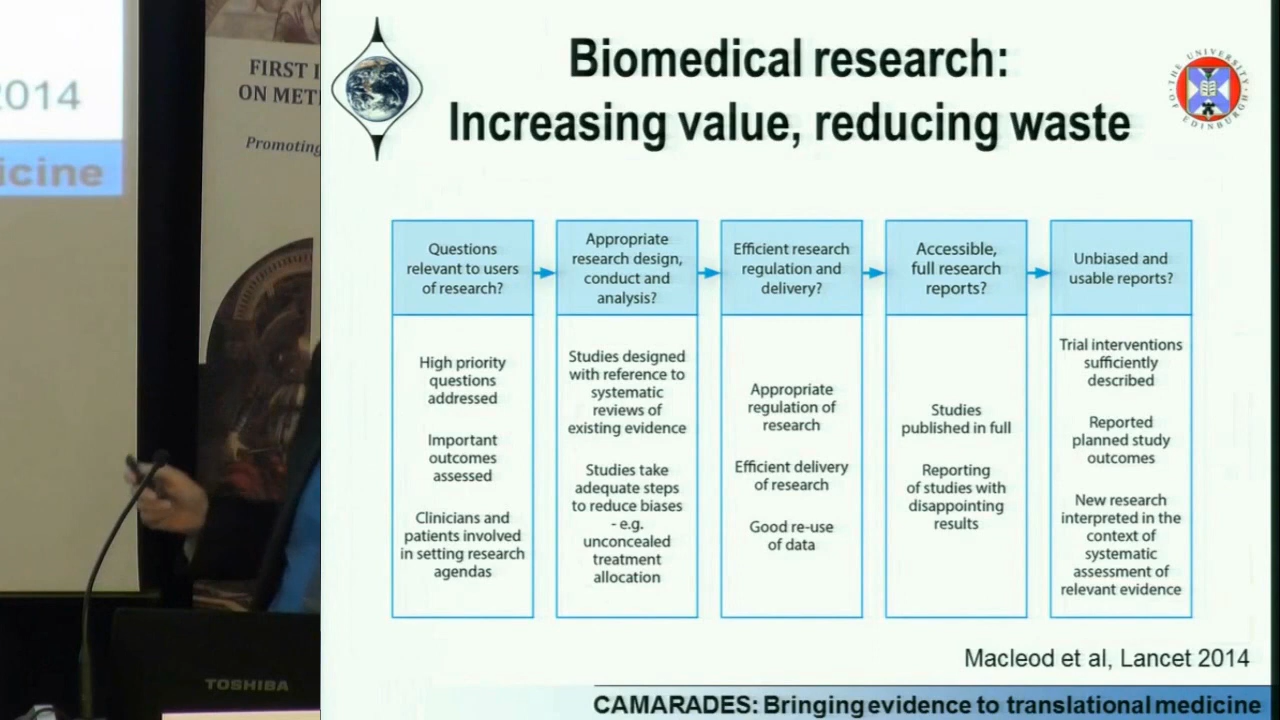 2014
icine
FIRST I
ON MET
Promoting
TOSHIBA
Biomedical research:
Increasing value, reducing waste
THE UNIVERSITY OF EDINBURGH
Questions
relevant to users
of research?
High priority
questions
addressed
Important
outcomes
assessed
Clinicians and
patients involved
in setting research
agendas
Appropriate
research design,
conduct and
analysis?
Studies designed
with reference to
systematic
reviews of
existing evidence
Studies take
adequate steps
to reduce biases
- e.g.
unconcealed
treatment
allocation
Efficient research
regulation and
delivery?
Appropriate
regulation of
research
Efficient delivery
of research
Good re-use
of data
Accessible,
full research
reports?
Studies
published in full
Reporting
of studies with
disappointing
results
Unbiased and
usable reports?
Trial interventions
sufficiently
described
Reported
planned study
outcomes
New research
interpreted in the
context of
systematic
assessment of
relevant evidence
Macleod et al, Lancet 2014
CAMARADES: Bringing evidence to translational medicine